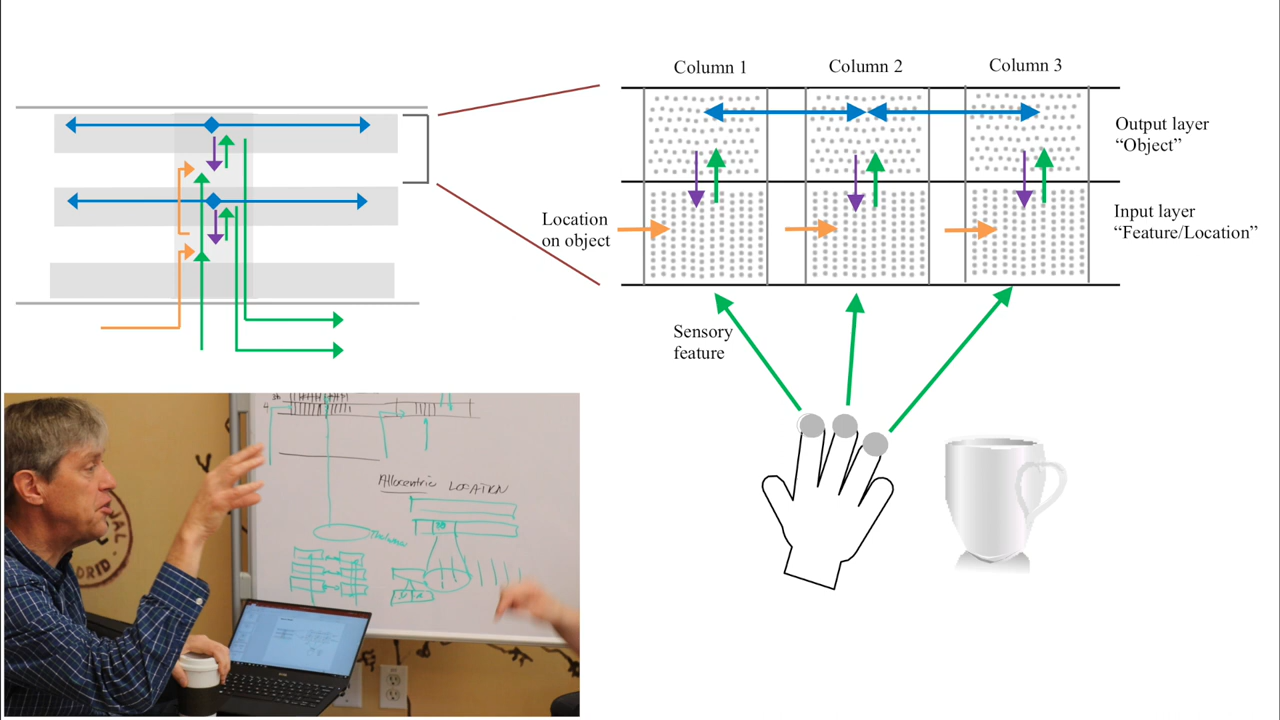 Column 1
Column 2
Column 3
Output layer
“Object”
Location
on object
Input layer
“Feature/Location”
Sensory
feature
Allocentric LOCATION
Thalamus